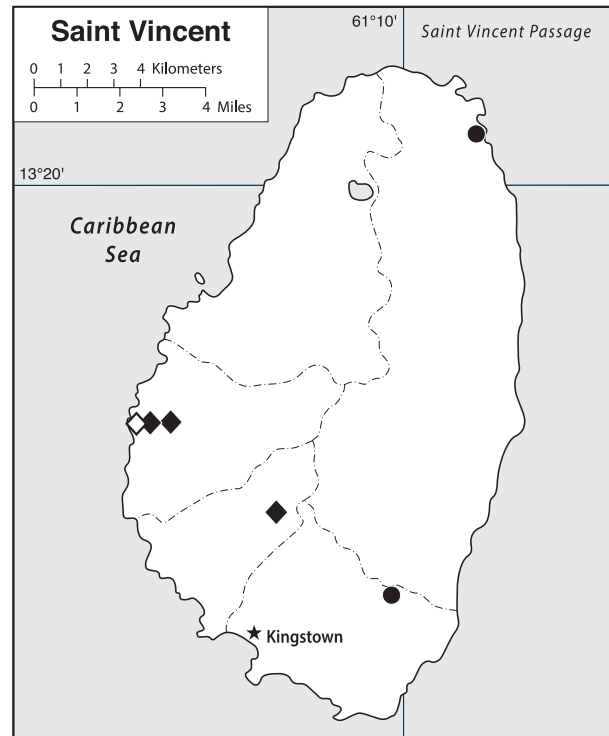 Saint Vincent
0 1 2 3 4 Kilometers
0 1 2 3 4 Miles
61°10'
Saint Vincent Passage
13°20'
Caribbean
Sea
Kingstown